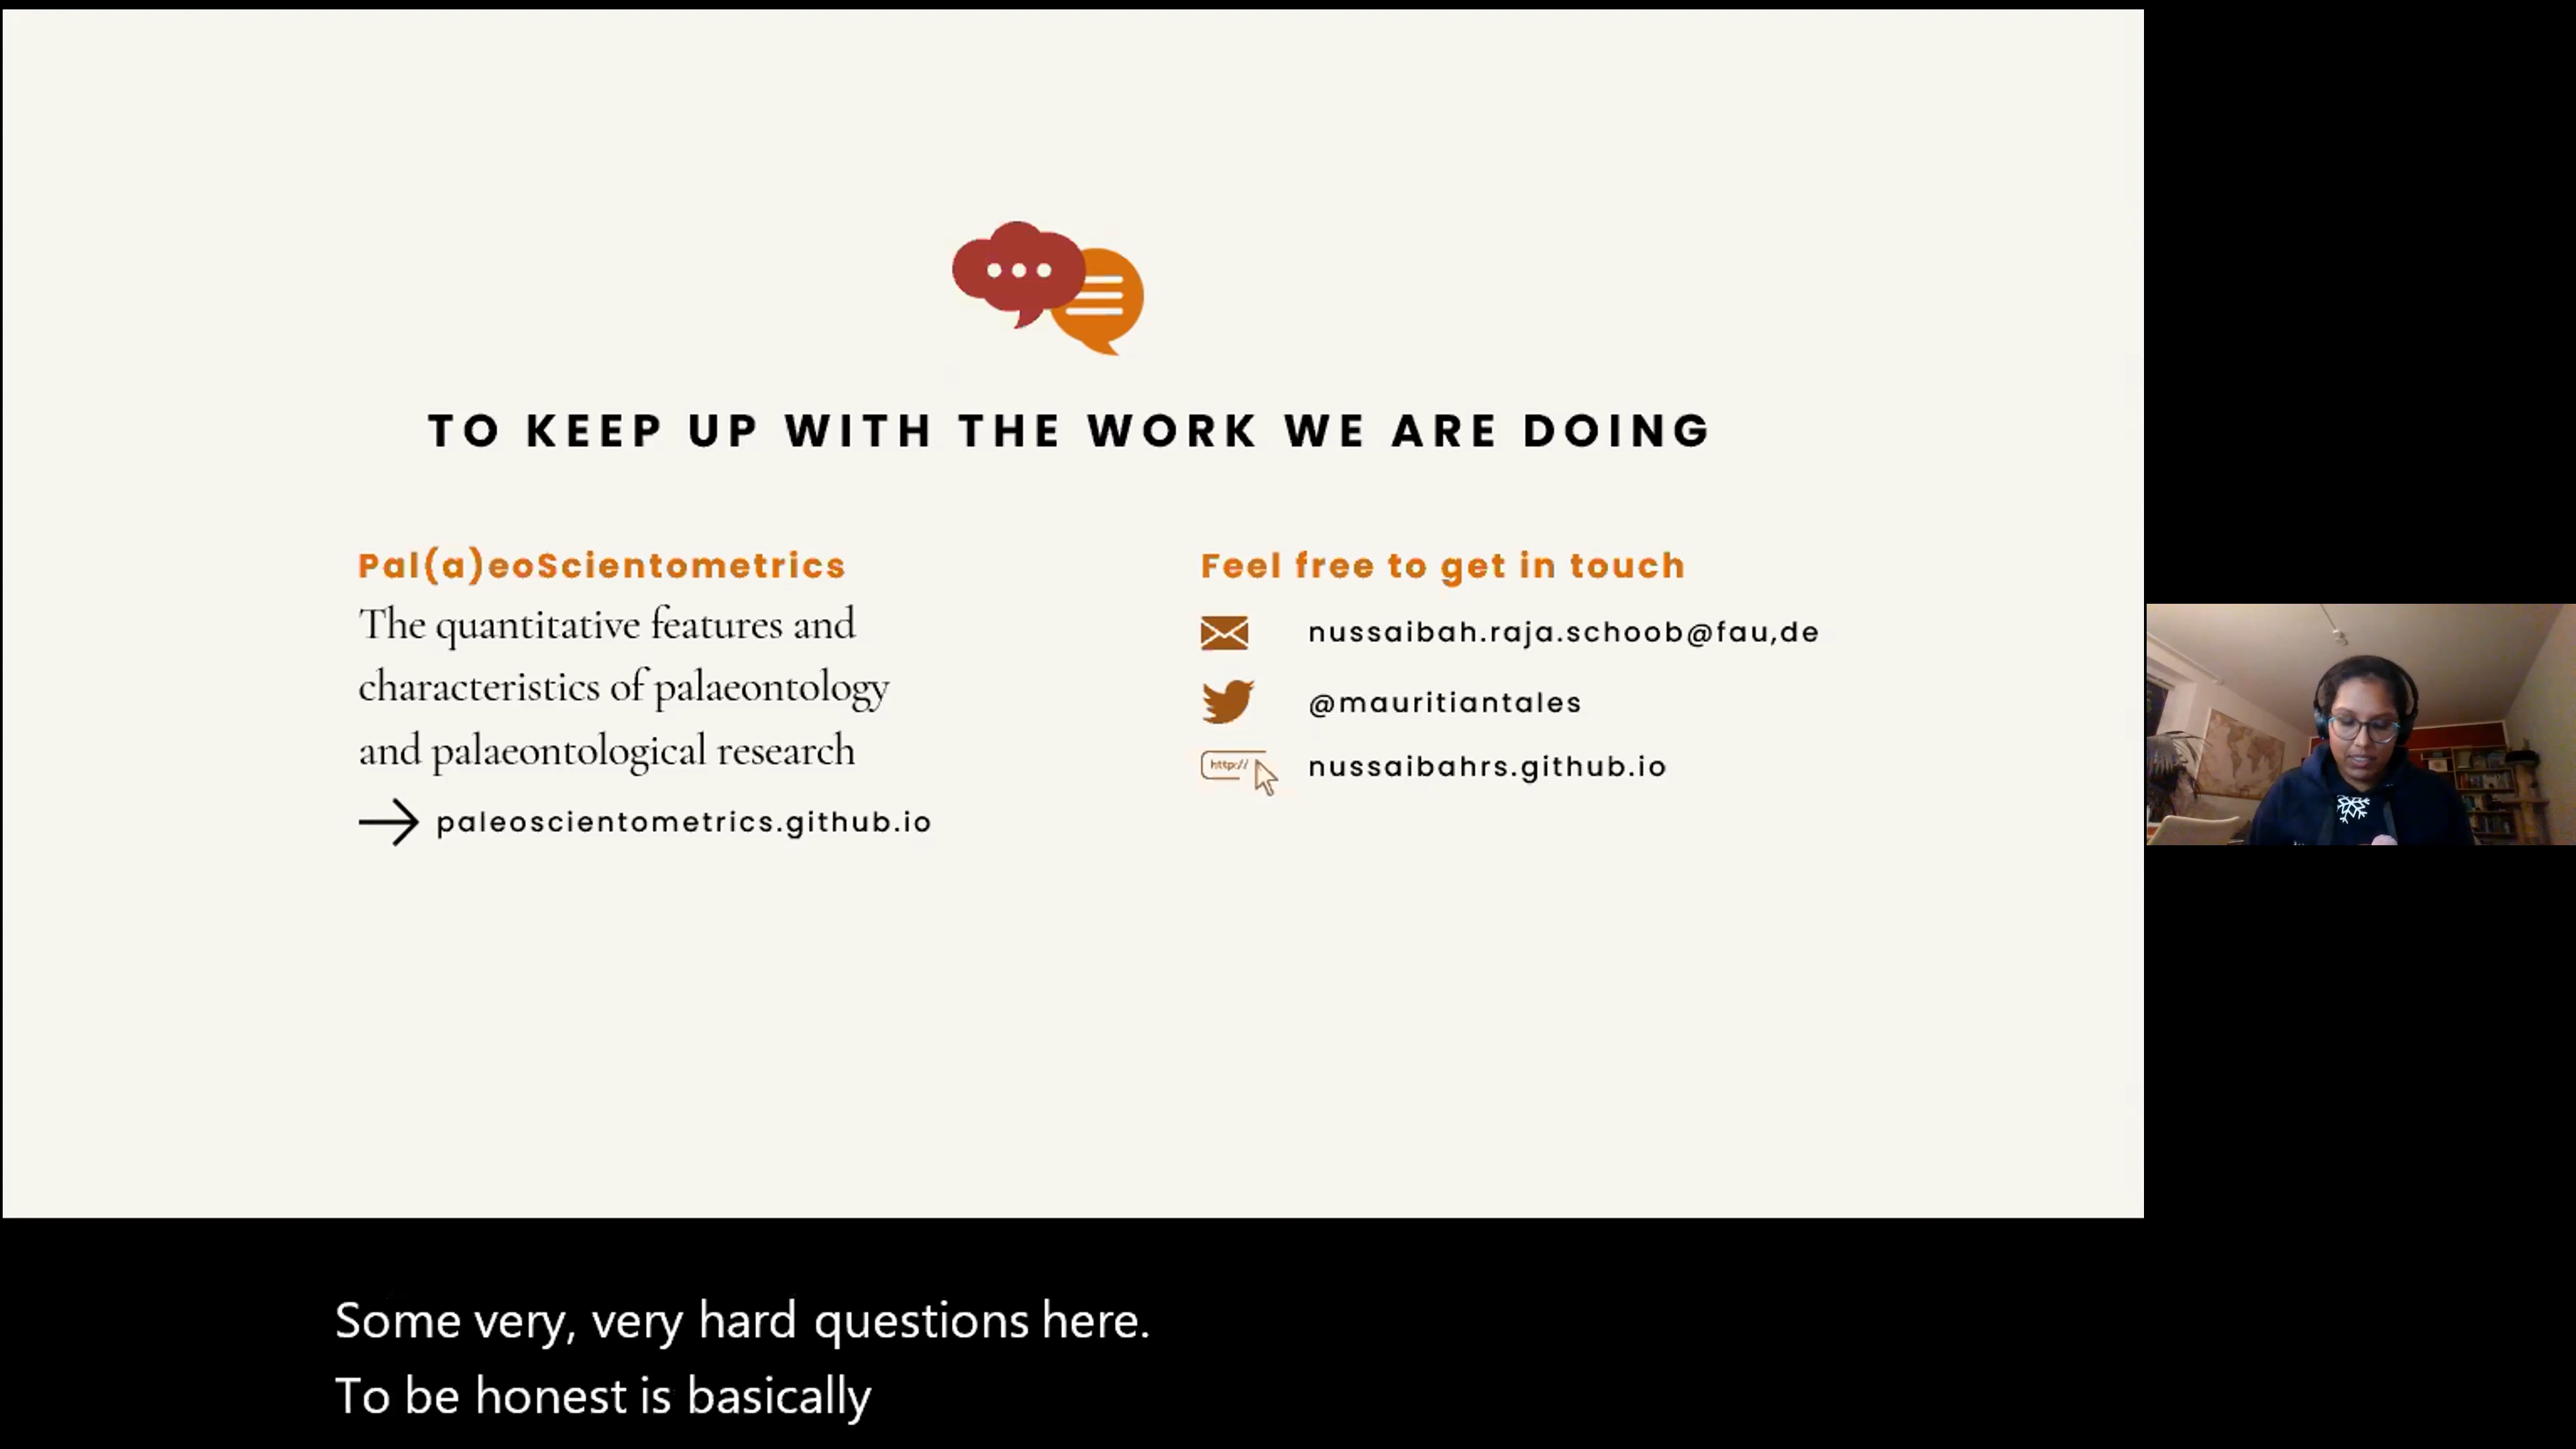 TO KEEP UP WITH THE WORK WE ARE DOING
Pal(a)eoScientometrics
The quantitative features and
characteristics of palaeontology
and palaeontological research
paleoscientometrics.github.io
Feel free to get in touch
nussaibah.raja.schoob@fau,de
@mauritiantales
http://
nussaibahrs.github.io
Some very, very hard questions here.
To be honest is basically